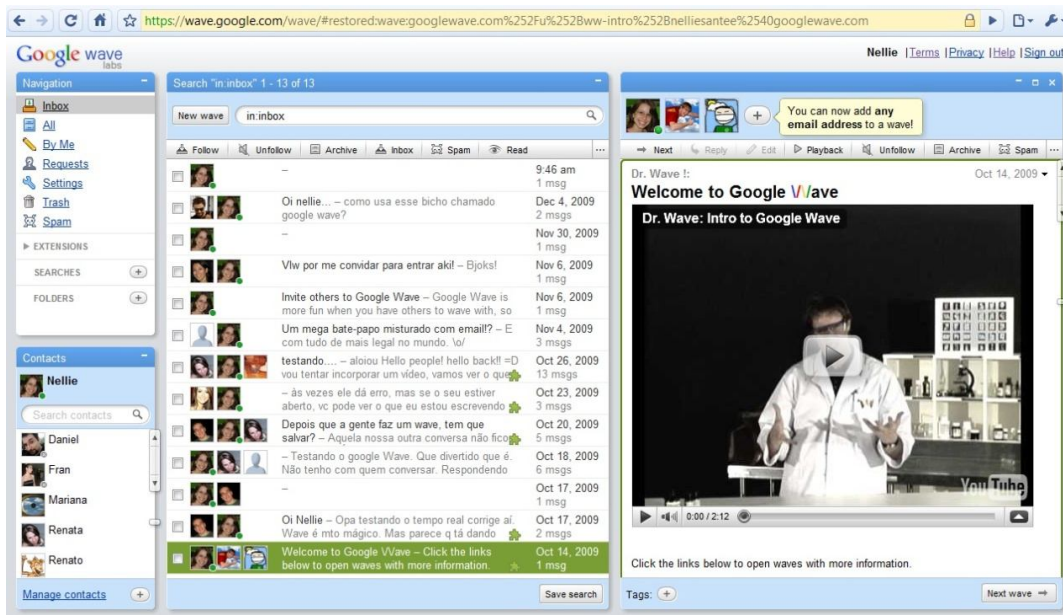 https://wave.google.com/wave/#restored:wave:googlewave.com%252Fu%252Bww-intro%252Bnelliesantee%2540googlewave.com
Google wave
labs
Nellie | Terms | Privacy | Help | Sign out
Navigation
Inbox
All
By Me
Requests
Settings
Trash
Spam
EXTENSIONS
SEARCHES
FOLDERS
Contacts
Nellie
Search contacts
Daniel
Fran
Mariana
Renata
Renato
Manage contacts
Search "in:inbox" 1 - 13 of 13
New wave in:inbox
Follow Unfollow Archive Inbox Spam Read ...
– 9:46 am
1 msg
Oi nellie... – como usa esse bicho chamado Dec 4, 2009
google wave? 2 msgs
– Nov 30, 2009
1 msg
Vlw por me convidar para entrar aki! – Bjoks! Nov 6, 2009
1 msg
Invite others to Google Wave – Google Wave is Nov 6, 2009
more fun when you have others to wave with, so 1 msg
Um mega bate-papo misturado com email!? – E Nov 4, 2009
com tudo de mais legal no mundo. \o/ 3 msgs
testando.... – aloiou Hello people! hello back!! =D Oct 26, 2009
vou tentar incorporar um vídeo, vamos ver o que 13 msgs
– às vezes ele dá erro, mas se o seu estiver Oct 23, 2009
aberto, vc pode ver o que eu estou escrevendo 3 msgs
Depois que a gente faz um wave, tem que Oct 20, 2009
salvar? – Aquela nossa outra conversa não fico 5 msgs
– Testando o google Wave. Que divertido que é. Oct 18, 2009
Não tenho com quem conversar. Respondendo 6 msgs
– Oct 17, 2009
1 msg
Oi Nellie – Opa testando o tempo real corrige aí. Oct 17, 2009
Wave é mto mágico. Mas parece q tá dando 2 msgs
Welcome to Google Wave – Click the links Oct 14, 2009
below to open waves with more information. 1 msg
Save search
You can now add any
email address to a wave!
Next Reply Edit Playback Unfollow Archive Spam ...
Dr. Wave !: Oct 14, 2009
Welcome to Google Wave
Dr. Wave: Intro to Google Wave
YouTube
0:00 / 2:12
Click the links below to open waves with more information.
Tags: Next wave